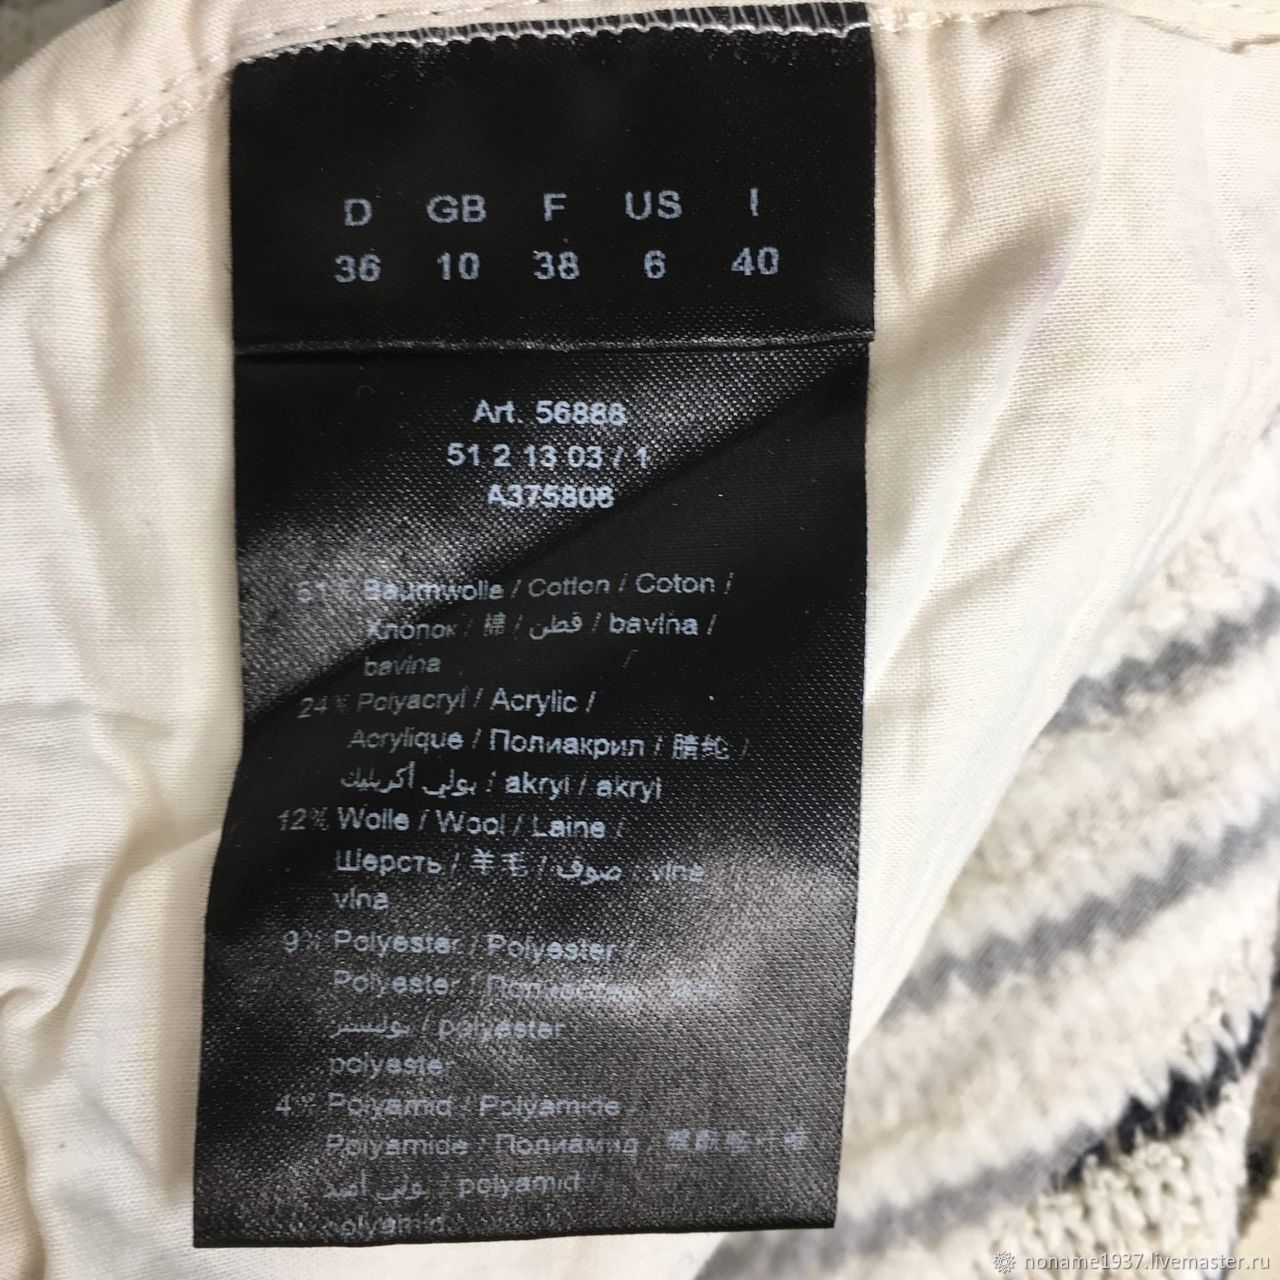 D GB F US I
36 10 38 6 40
Art. 56888
51 2 13 03 / 1
A375808
51% Baumwolle / Cotton / Coton /
Хлопок / 棉 / قطن / bavlna /
bavlna /
24% Polyacryl / Acrylic /
Acrylique / Полиакрил / 腈纶 /
بولي أكريليك / akryl / akryl
12% Wolle / Wool / Laine /
Шерсть / 羊毛 / صوف / vlna
vlna
9% Polyester / Polyester /
Polyester / Полиэстер
بوليستر / polyester
polyester
4% Polyamid / Polyamide /
Polyamide / Полиамид /
بولي أميد / polyamid
polyamid
noname1937.livemaster.ru